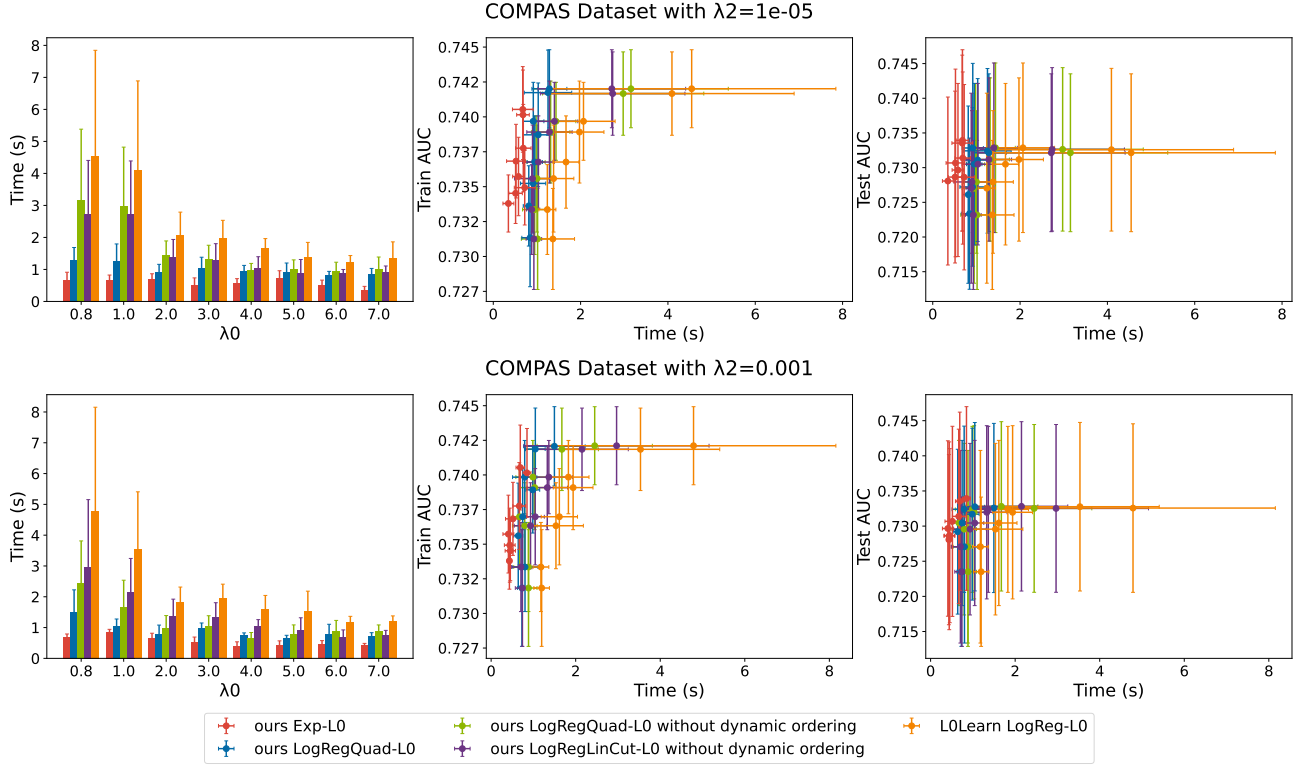 COMPAS Dataset with λ2=1e-05
Time (s)
8
7
6
5
4
3
2
1
0
0.8 1.0 2.0 3.0 4.0 5.0 6.0 7.0
λ0
Train AUC
0.745
0.742
0.740
0.737
0.735
0.732
0.730
0.727
0 2 4 6 8
Time (s)
Test AUC
0.745
0.740
0.735
0.730
0.725
0.720
0.715
0 2 4 6 8
Time (s)
COMPAS Dataset with λ2=0.001
Time (s)
8
7
6
5
4
3
2
1
0
0.8 1.0 2.0 3.0 4.0 5.0 6.0 7.0
λ0
Train AUC
0.745
0.742
0.740
0.737
0.735
0.732
0.730
0.727
0 2 4 6 8
Time (s)
Test AUC
0.745
0.740
0.735
0.730
0.725
0.720
0.715
0 2 4 6 8
Time (s)
ours Exp-L0
ours LogRegQuad-L0
ours LogRegQuad-L0 without dynamic ordering
ours LogRegLinCut-L0 without dynamic ordering
L0Learn LogReg-L0